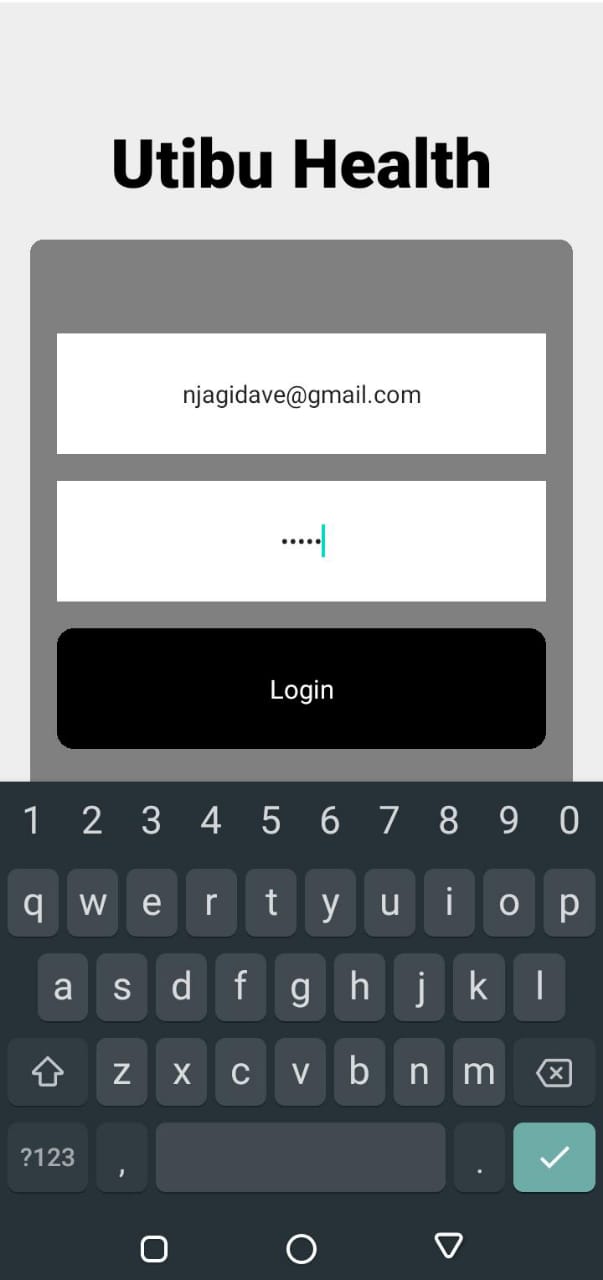 Utibu Health
njagidave@gmail.com
•••••
Login
1 2 3 4 5 6 7 8 9 0
q w e r t y u i o p
a s d f g h j k l
z x c v b n m
?123 , .